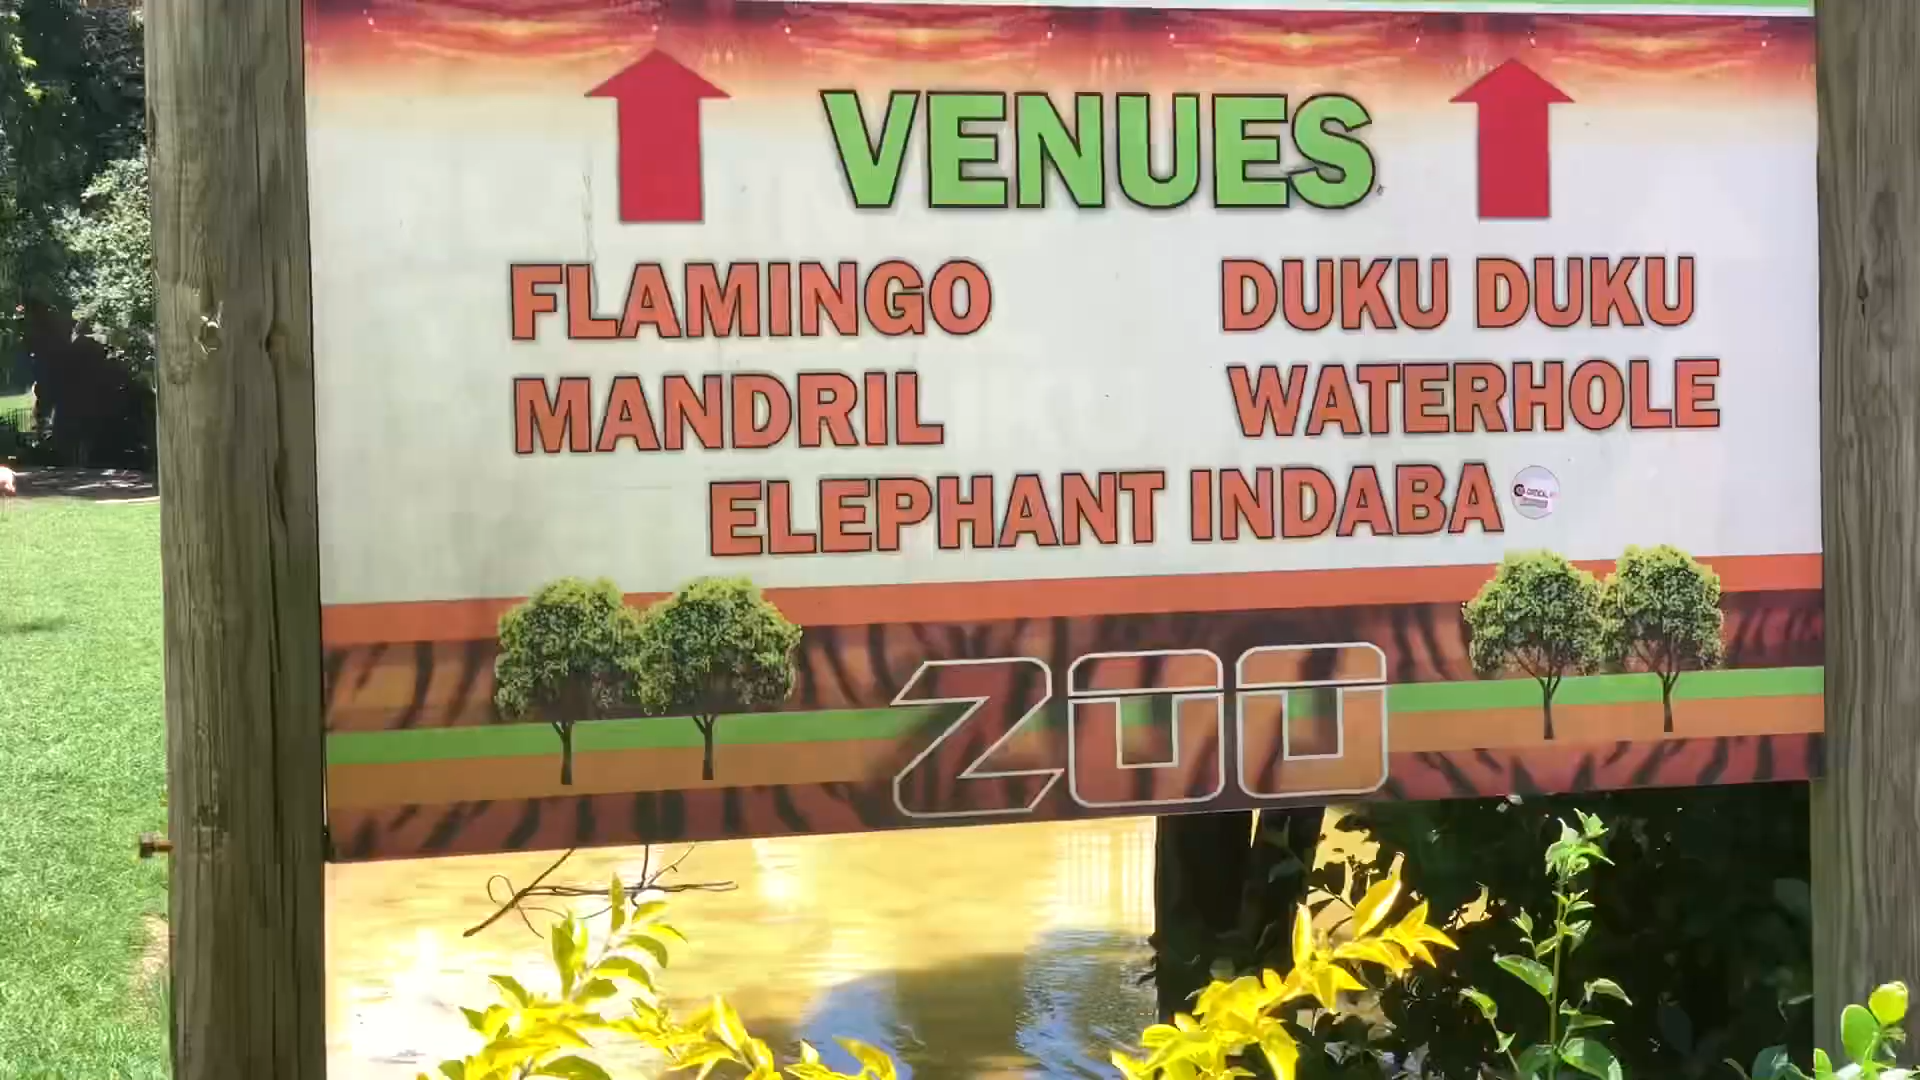 VENUES
FLAMINGO DUKU DUKU
MANDRIL WATERHOLE
ELEPHANT INDABA
ZOO